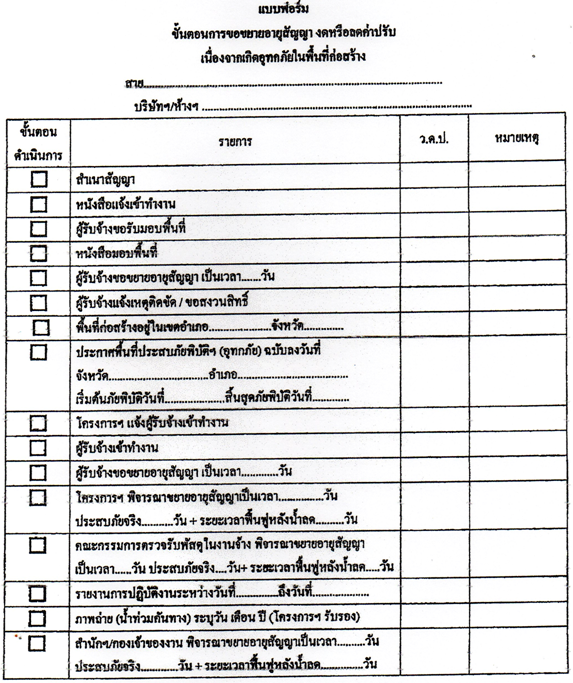 แบบฟอร์ม
ขั้นตอนการขอขยายอายุสัญญา งดหรือลดค่าปรับ
เนื่องจากเกิดอุทกภัยในพื้นที่ก่อสร้าง
สาย........................................................................
บริษัทฯ/ห้างฯ ..................................................................
ขั้นตอนดำเนินการ รายการ ว.ด.ป. หมายเหตุ
สำเนาสัญญา
หนังสือแจ้งเข้าทำงาน
ผู้รับจ้างขอรับมอบพื้นที่
หนังสือมอบพื้นที่
ผู้รับจ้างขอขยายอายุสัญญา เป็นเวลา.......วัน
ผู้รับจ้างแจ้งเหตุติดขัด / ขอสงวนสิทธิ์
พื้นที่ก่อสร้างอยู่ในเขตอำเภอ......................จังหวัด..............
ประกาศพื้นที่ประสบภัยพิบัติฯ (อุทกภัย) ฉบับลงวันที่
จังหวัด................................อำเภอ....................................
เริ่มต้นภัยพิบัติวันที่....................สิ้นสุดภัยพิบัติวันที่.............
โครงการฯ แจ้งผู้รับจ้างเข้าทำงาน
ผู้รับจ้างเข้าทำงาน
ผู้รับจ้างขอขยายอายุสัญญา เป็นเวลา.............วัน
โครงการฯ พิจารณาขยายอายุสัญญาเป็นเวลา...............วัน
ประสบภัยจริง...........วัน + ระยะเวลาฟื้นฟูหลังน้ำลด..........วัน
คณะกรรมการตรวจรับพัสดุในงานจ้าง พิจารณาขยายอายุสัญญา
เป็นเวลา......วัน ประสบภัยจริง....วัน+ ระยะเวลาฟื้นฟูหลังน้ำลด.....วัน
รายงานการปฏิบัติงานระหว่างวันที่..............ถึงวันที่...................
ภาพถ่าย (น้ำท่วมคันทาง) ระบุวัน เดือน ปี (โครงการฯ รับรอง)
สำนักฯ/กองเจ้าของงาน พิจารณาขยายอายุสัญญาเป็นเวลา..........วัน
ประสบภัยจริง.............วัน + ระยะเวลาฟื้นฟูหลังน้ำลด..............วัน